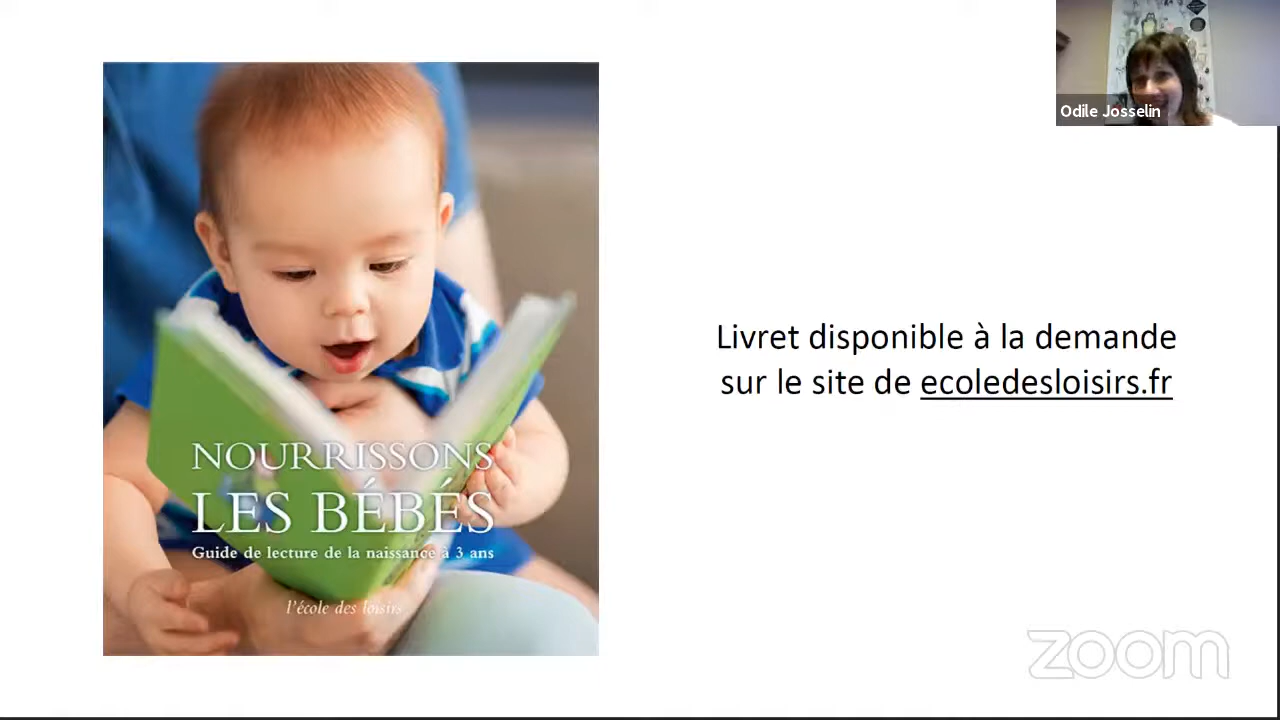 Odile Josselin
NOURRISSONS
LES BÉBÉS
Guide de lecture de la naissance à 3 ans
l'école des loisirs
Livret disponible à la demande
sur le site de ecoledesloisirs.fr
zoom